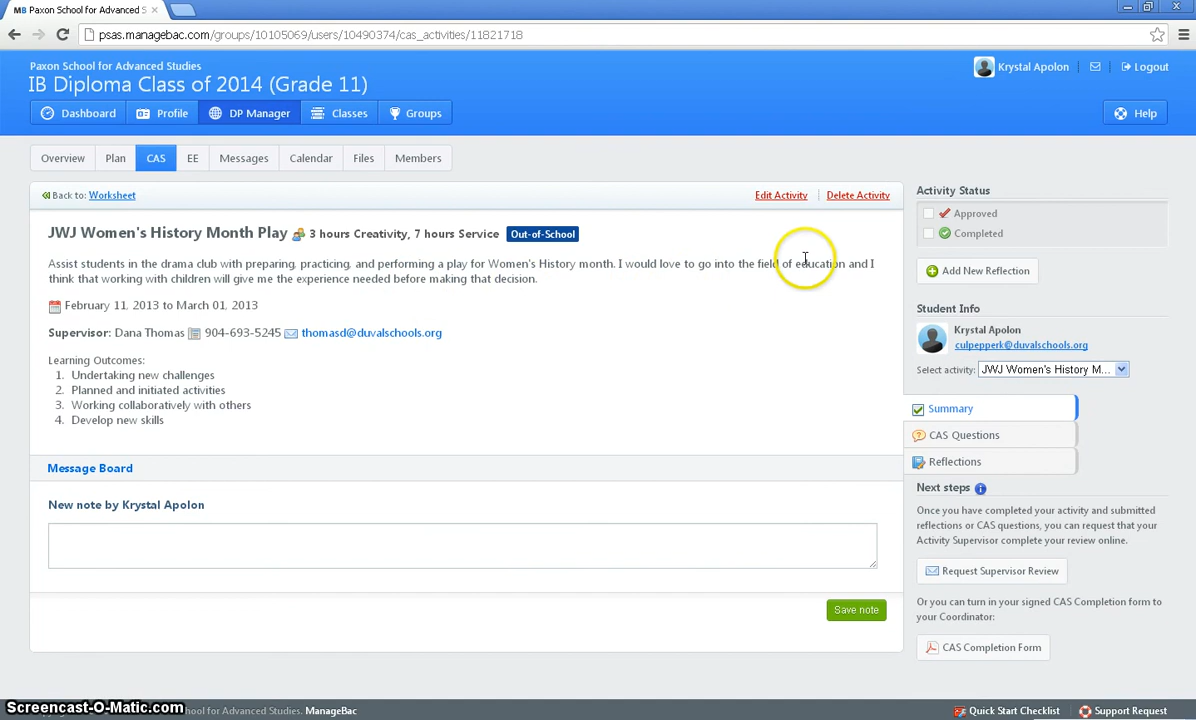 MB Paxon School for Advanced S
psas.managebac.com/groups/10105069/users/10490374/cas_activities/11821718
Paxon School for Advanced Studies
IB Diploma Class of 2014 (Grade 11)
Krystal Apolon | Logout
Dashboard Profile DP Manager Classes Groups Help
Overview Plan CAS EE Messages Calendar Files Members
Back to: Worksheet Edit Activity Delete Activity
JWJ Women's History Month Play 3 hours Creativity, 7 hours Service Out-of-School
Assist students in the drama club with preparing, practicing, and performing a play for Women's History month. I would love to go into the field of education and I
think that working with children will give me the experience needed before making that decision.
February 11, 2013 to March 01, 2013
Supervisor: Dana Thomas 904-693-5245 thomasd@duvalschools.org
Learning Outcomes:
1. Undertaking new challenges
2. Planned and initiated activities
3. Working collaboratively with others
4. Develop new skills
Message Board
New note by Krystal Apolon
Save note
Activity Status
Approved
Completed
Add New Reflection
Student Info
Krystal Apolon
culpepperk@duvalschools.org
Select activity: JWJ Women's History M...
Summary
CAS Questions
Reflections
Next steps
Once you have completed your activity and submitted
reflections or CAS questions, you can request that your
Activity Supervisor complete your review online.
Request Supervisor Review
Or you can turn in your signed CAS Completion form to
your Coordinator:
CAS Completion Form
Screencast-O-Matic.com
School for Advanced Studies. ManageBac
Quick Start Checklist Support Request